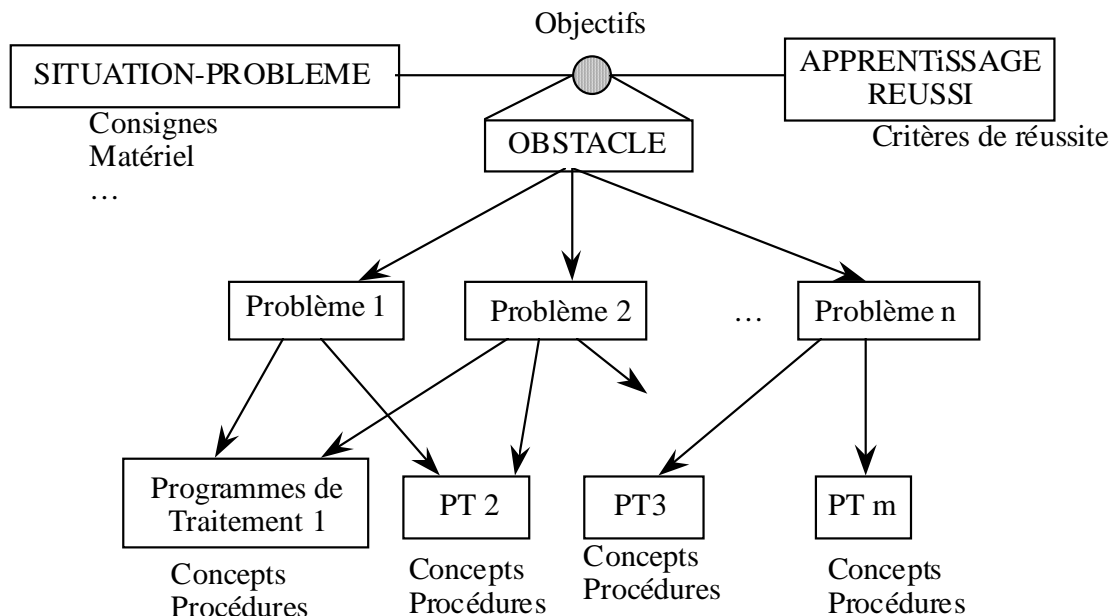 Objectifs
SITUATION-PROBLEME
APPRENTiSSAGE
REUSSI
Consignes
Matériel
…
Critères de réussite
OBSTACLE
Problème 1
Problème 2
…
Problème n
Programmes de
Traitement 1
PT 2
PT3
PT m
Concepts
Procédures
Concepts
Procédures
Concepts
Procédures
Concepts
Procédures